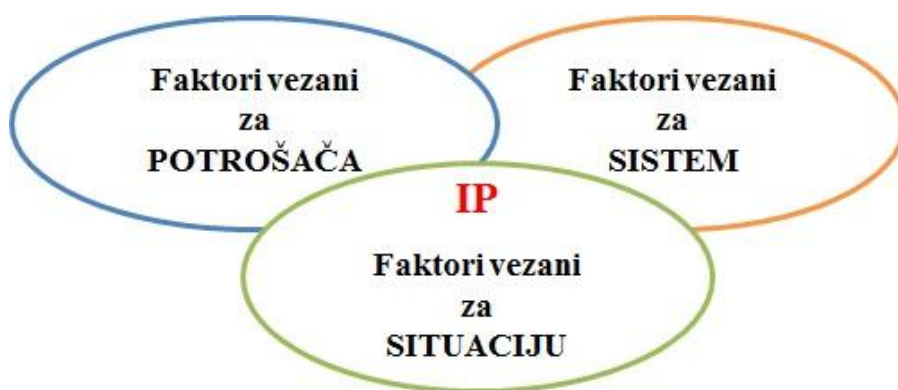 Faktori vezani
za
POTROŠAČA
Faktori vezani
za
SISTEM
IP
Faktori vezani
za
SITUACIJU